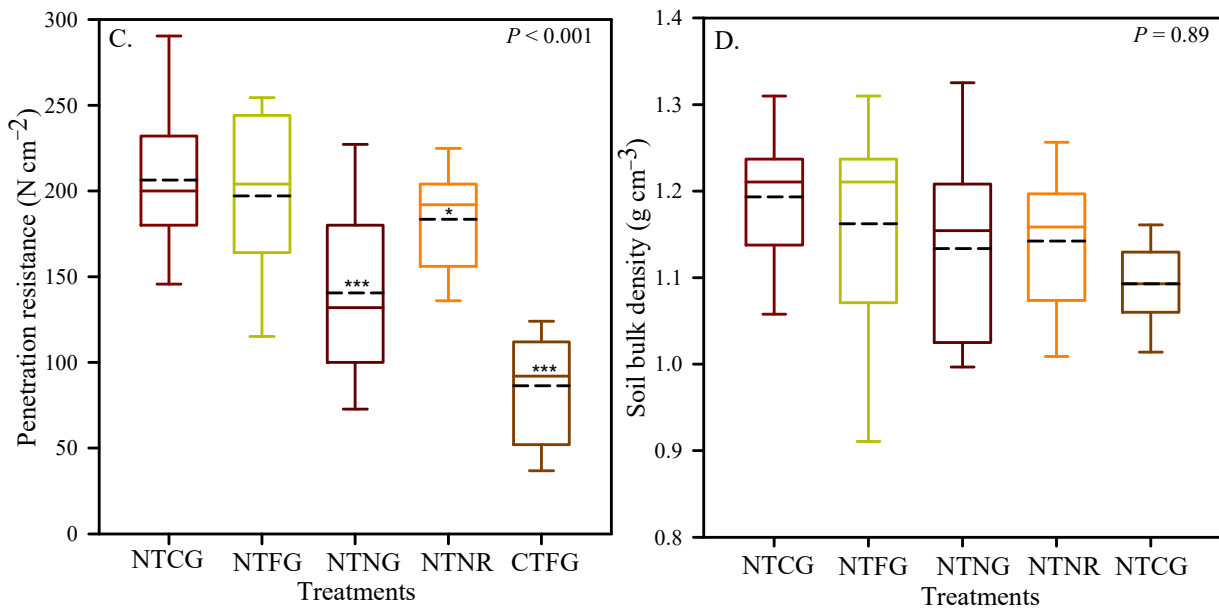 C.
P < 0.001
Penetration resistance (N cm⁻²)
300
250
200
150
100
50
0
*
***
***
NTCG NTFG NTNG NTNR CTFG
Treatments
D.
P = 0.89
Soil bulk density (g cm⁻³)
1.4
1.3
1.2
1.1
1.0
0.9
0.8
NTCG NTFG NTNG NTNR NTCG
Treatments